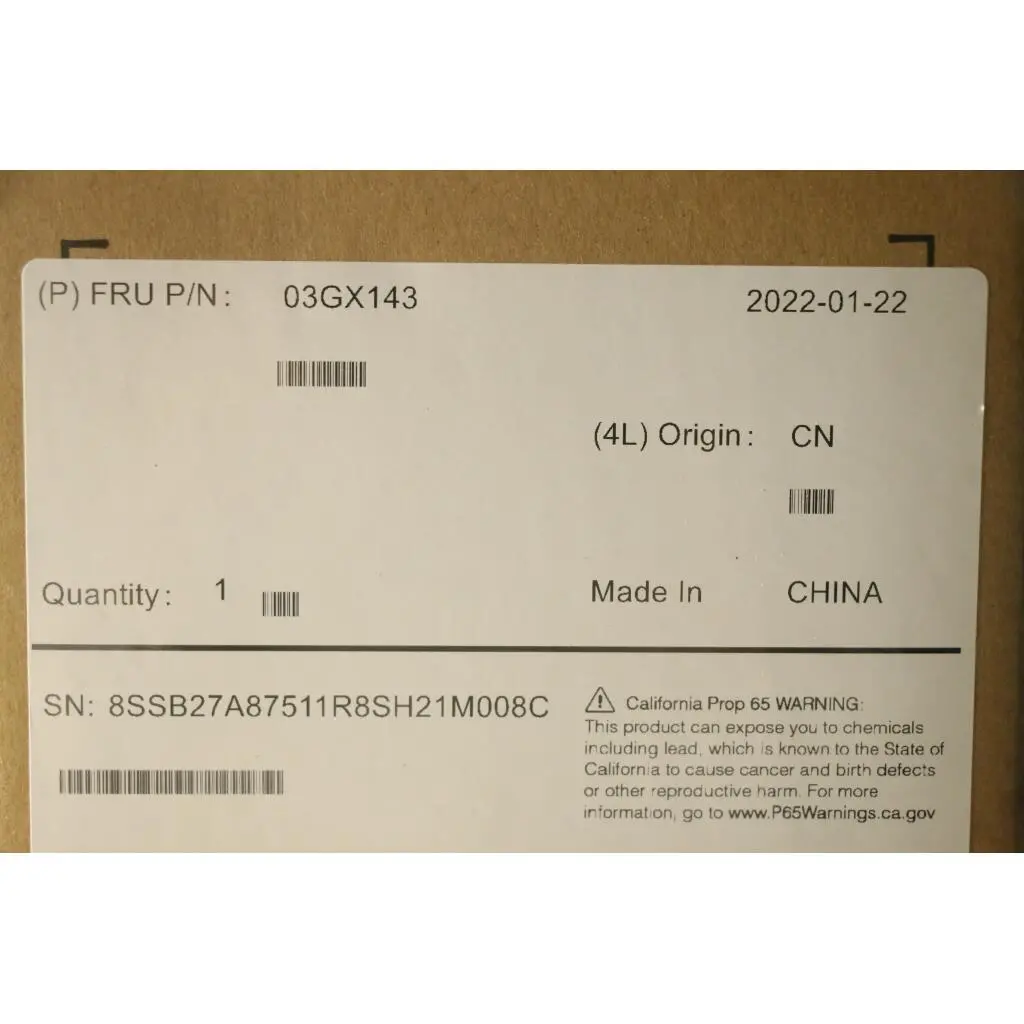 (P) FRU P/N: 03GX143 2022-01-22
(4L) Origin: CN
Quantity: 1 Made In CHINA
SN: 8SSB27A87511R8SH21M008C
⚠ California Prop 65 WARNING:
This product can expose you to chemicals
including lead, which is known to the State of
California to cause cancer and birth defects
or other reproductive harm. For more
information, go to www.P65Warnings.ca.gov